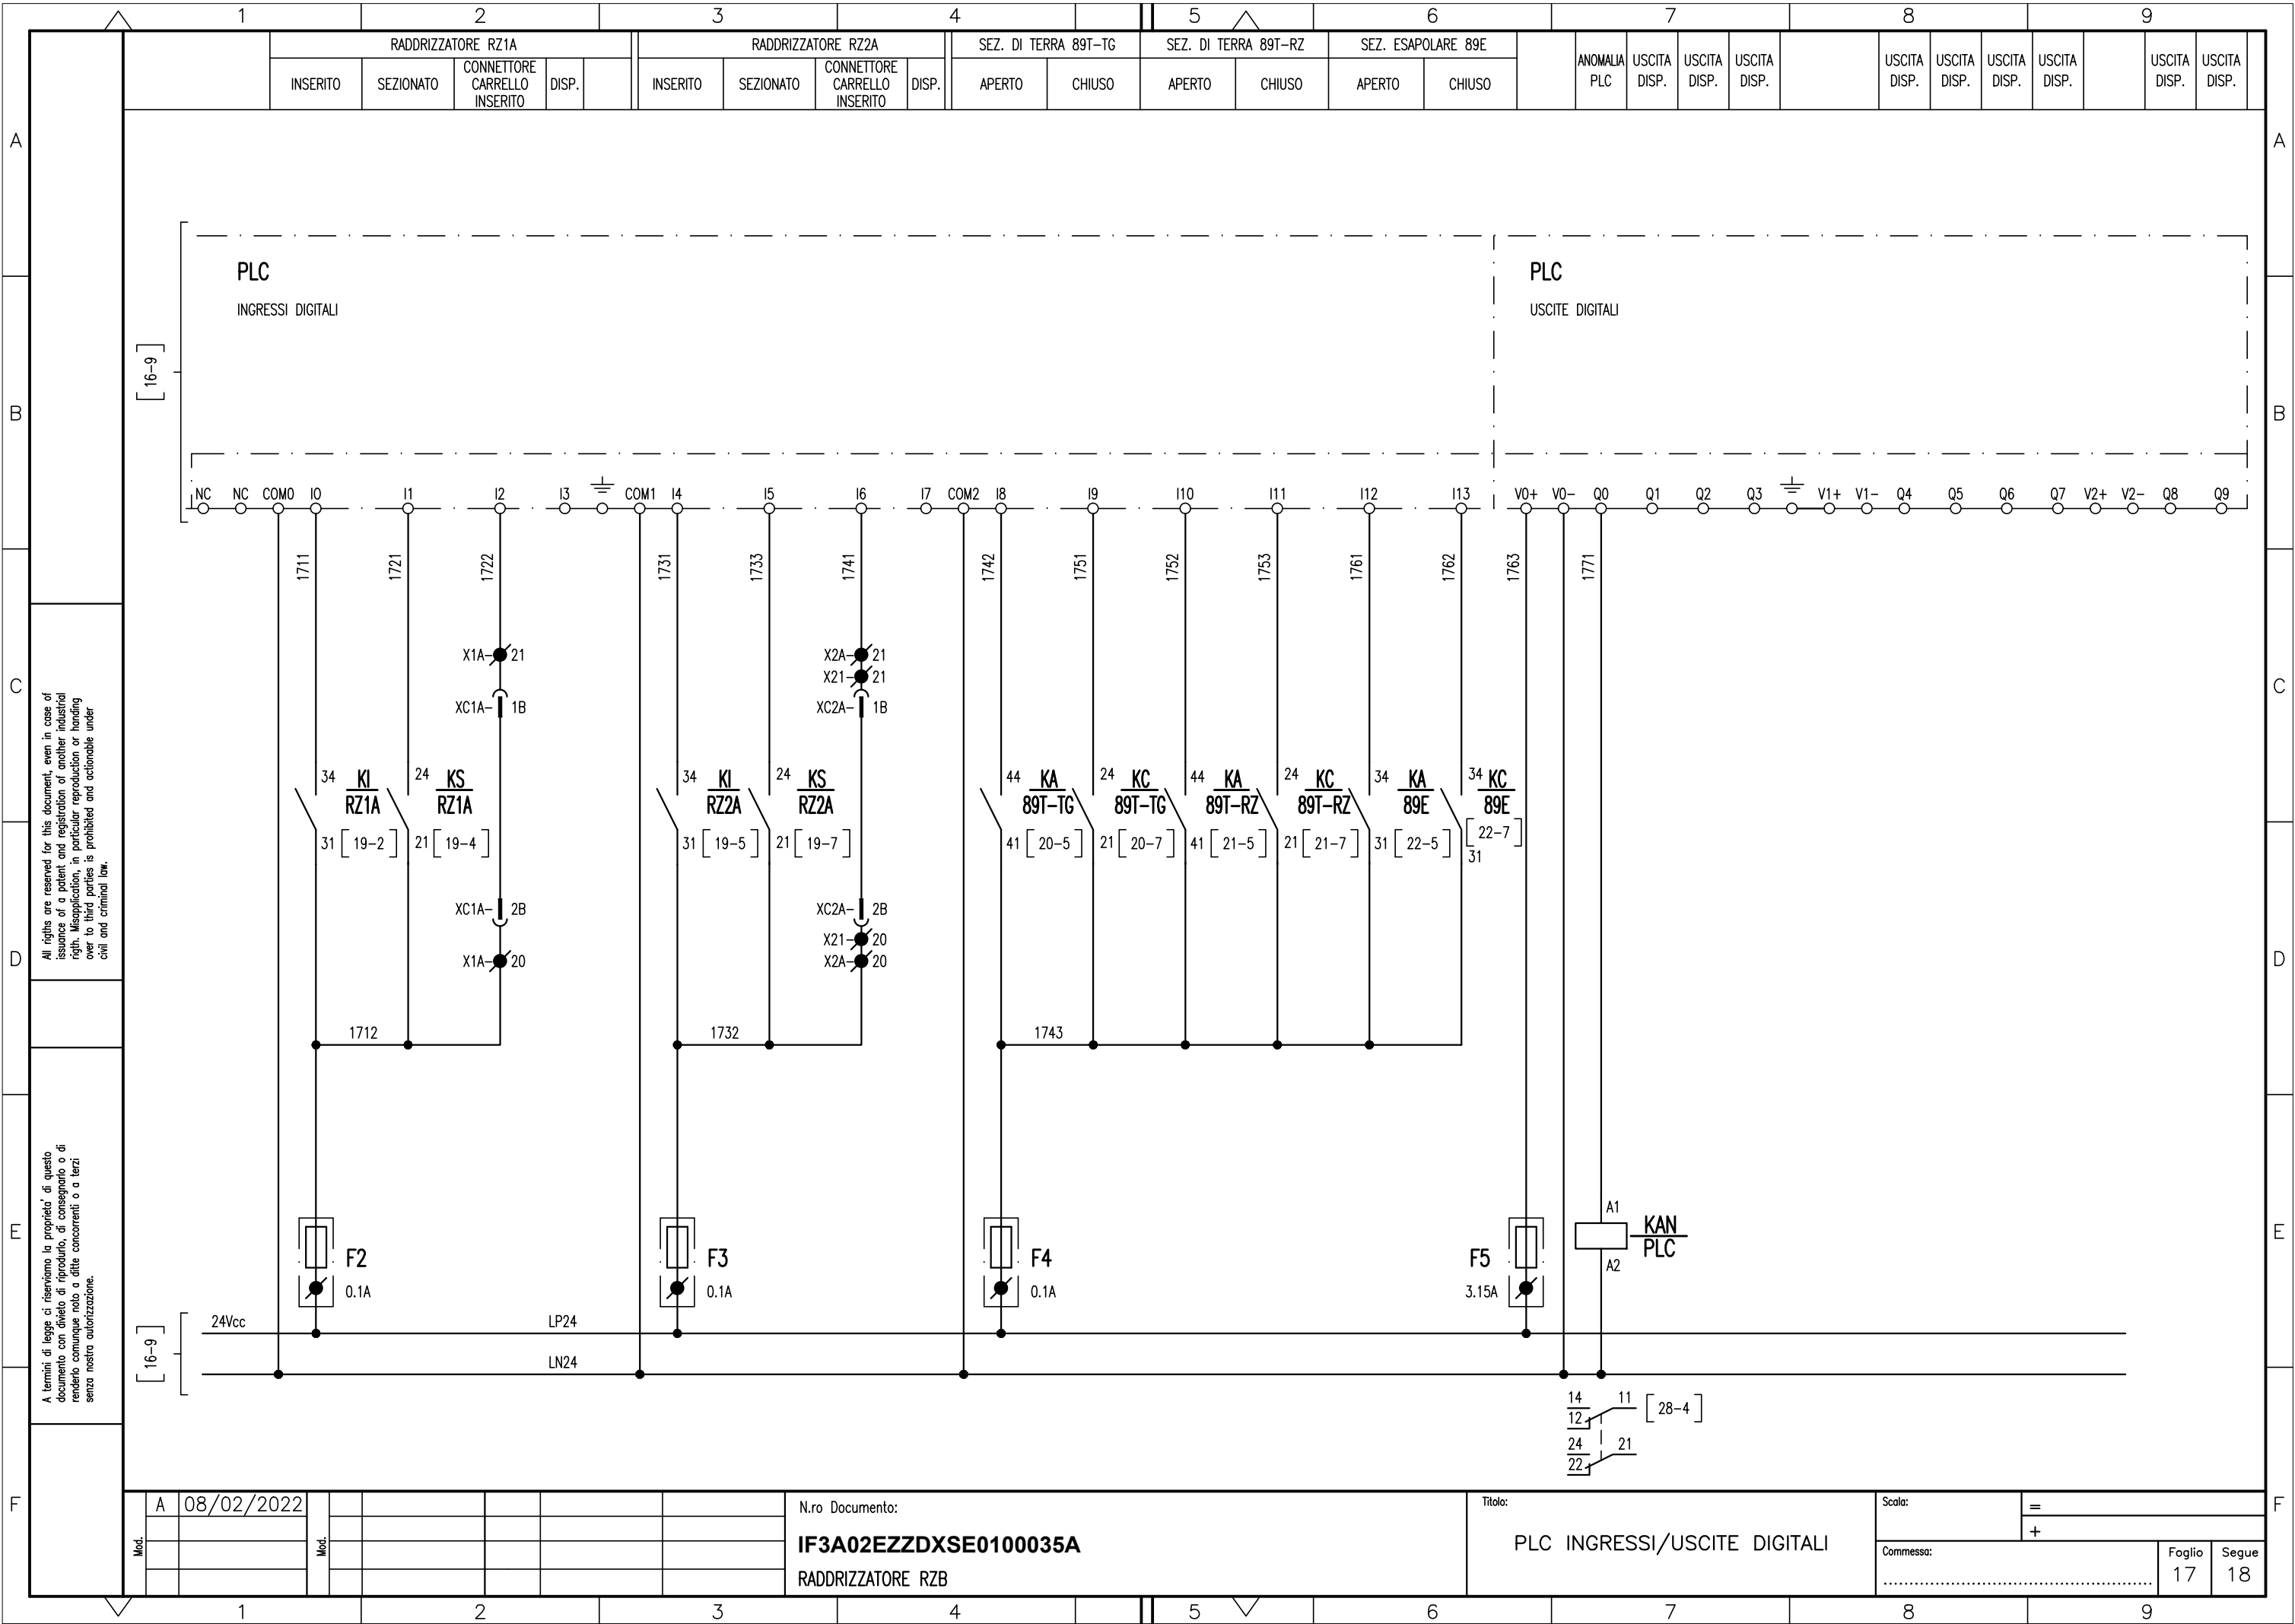 1 2 3 4 5 6 7 8 9
RADDRIZZATORE RZ1A
RADDRIZZATORE RZ2A
SEZ. DI TERRA 89T-TG
SEZ. DI TERRA 89T-RZ
SEZ. ESAPOLARE 89E
INSERITO
SEZIONATO
CONNETTORE
CARRELLO
INSERITO
DISP.
INSERITO
SEZIONATO
CONNETTORE
CARRELLO
INSERITO
DISP.
APERTO
CHIUSO
APERTO
CHIUSO
APERTO
CHIUSO
ANOMALIA
PLC
USCITA
DISP.
USCITA
DISP.
USCITA
DISP.
USCITA
DISP.
USCITA
DISP.
USCITA
DISP.
USCITA
DISP.
USCITA
DISP.
USCITA
DISP.
A A
PLC
INGRESSI DIGITALI
PLC
USCITE DIGITALI
16-9
B B
NC NC COM0 I0 I1 I2 I3 COM1 I4 I5 I6 I7 COM2 I8 I9 I10 I11 I12 I13 V0+ V0- Q0 Q1 Q2 Q3 V1+ V1- Q4 Q5 Q6 Q7 V2+ V2- Q8 Q9
1711 1721 1722 1731 1733 1741 1742 1751 1752 1753 1761 1762 1763 1771
X1A- 21
X2A- 21
X21- 21
XC1A- 1B
XC2A- 1B
C C
34 KI
RZ1A
31 19-2
24 KS
RZ1A
21 19-4
34 KI
RZ2A
31 19-5
24 KS
RZ2A
21 19-7
44 KA
89T-TG
41 20-5
24 KC
89T-TG
21 20-7
44 KA
89T-RZ
41 21-5
24 KC
89T-RZ
21 21-7
34 KA
89E
31 22-5
34 KC
89E
22-7
31
XC1A- 2B
XC2A- 2B
X21- 20
X1A- 20
X2A- 20
D D
1712 1732 1743
All rigths are reserved for this document, even in case of
issuance of a patent and registration of another industrial
rigth. Misapplication, in particular reproduction or handing
over to third parties is prohibited and actionable under
civil and criminal law.
A termini di legge ci riserviamo la proprieta' di questo
documento con divieto di riprodurlo, di consegnarlo o di
renderlo comunque noto a ditte concorrenti o a terzi
senza nostra autorizzazione.
E E
F2
0.1A
F3
0.1A
F4
0.1A
F5
3.15A
A1
KAN
PLC
A2
16-9
24Vcc LP24
LN24
14 11 28-4
12
24 21
22
F F
Mod.
A 08/02/2022
Mod.
N.ro Documento:
IF3A02EZZDXSE0100035A
RADDRIZZATORE RZB
Titolo:
PLC INGRESSI/USCITE DIGITALI
Scala:
=
+
Commessa:
Foglio
17
Segue
18
1 2 3 4 5 6 7 8 9